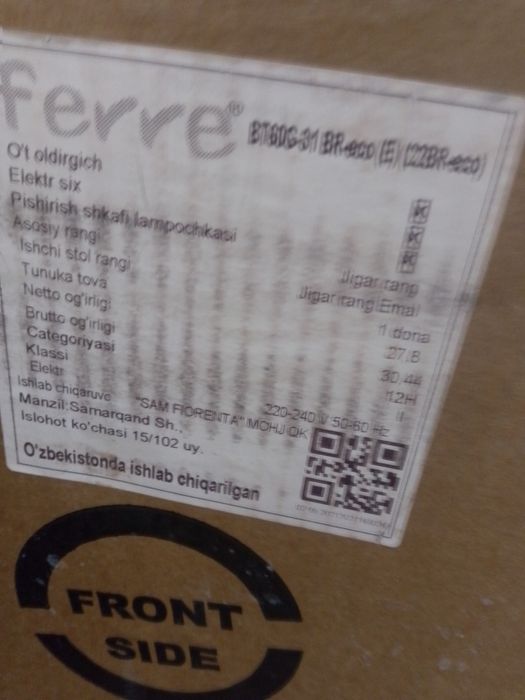 ferre®
BT60G-31 BR-eco (E) (22BR-eco)
O't oldirgich
Elektr six
Pishirish shkafi lampochkasi
Asosiy rangi Jigar rang
Ishchi stol rangi Jigar rang Emal
Tunuka tova 1 dona
Netto og'irligi 27,8
Brutto og'irligi 30,44
Categoriyasi I2H
Klassi II
Elektr 220-240 V 50-60 Hz
Ishlab chiqaruvc "SAM FIORENTA" MCHJ QK
Manzil:Samarqand Sh.,
Islohot ko'chasi 15/102 uy.
O'zbekistonda ishlab chiqarilgan
FRONT
SIDE